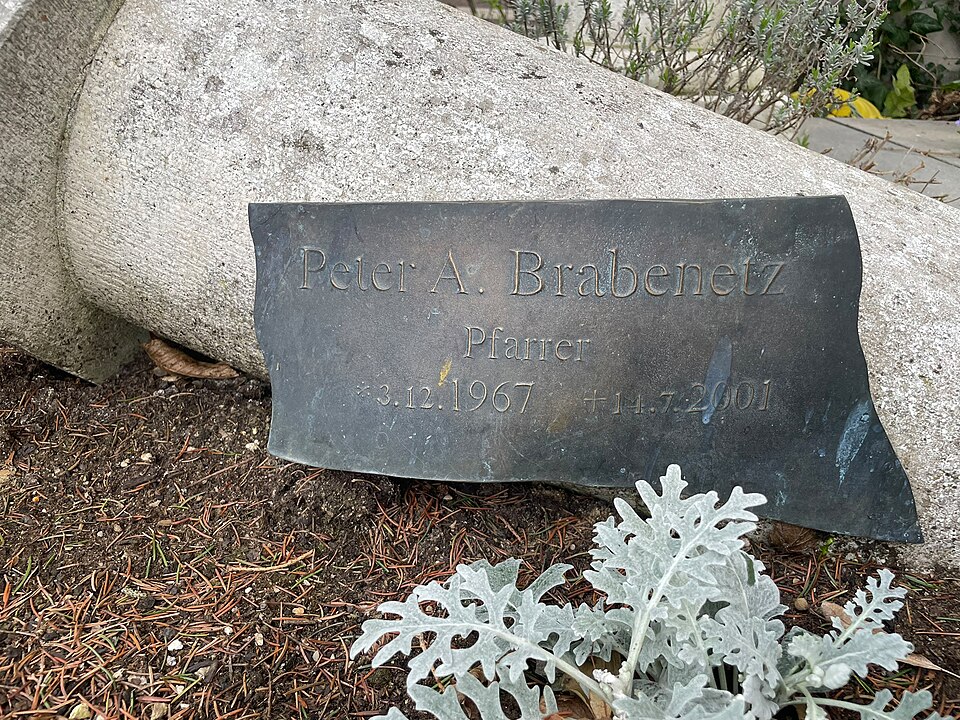 Peter A. Brabenetz
Pfarrer
* 3.12.1967 + 14.7.2001